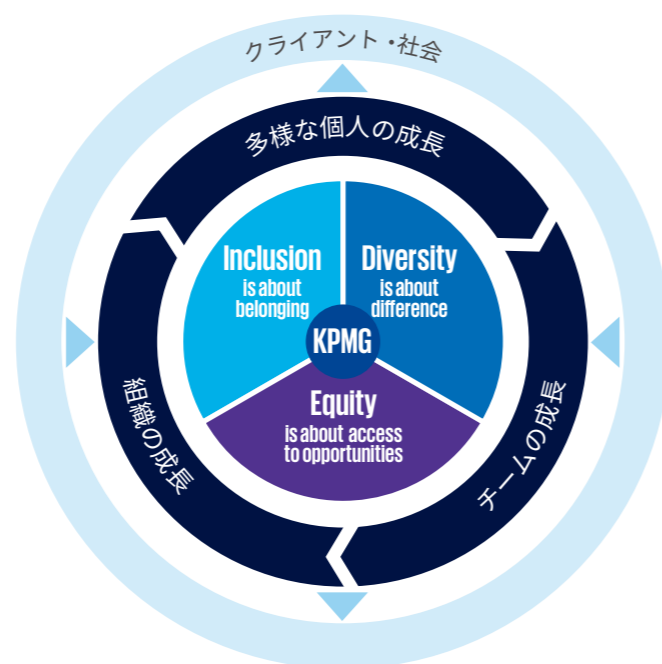 クライアント・社会
多様な個人の成長
Inclusion
is about
belonging
Diversity
is about
difference
KPMG
Equity
is about access
to opportunities
組織の成長
チームの成長